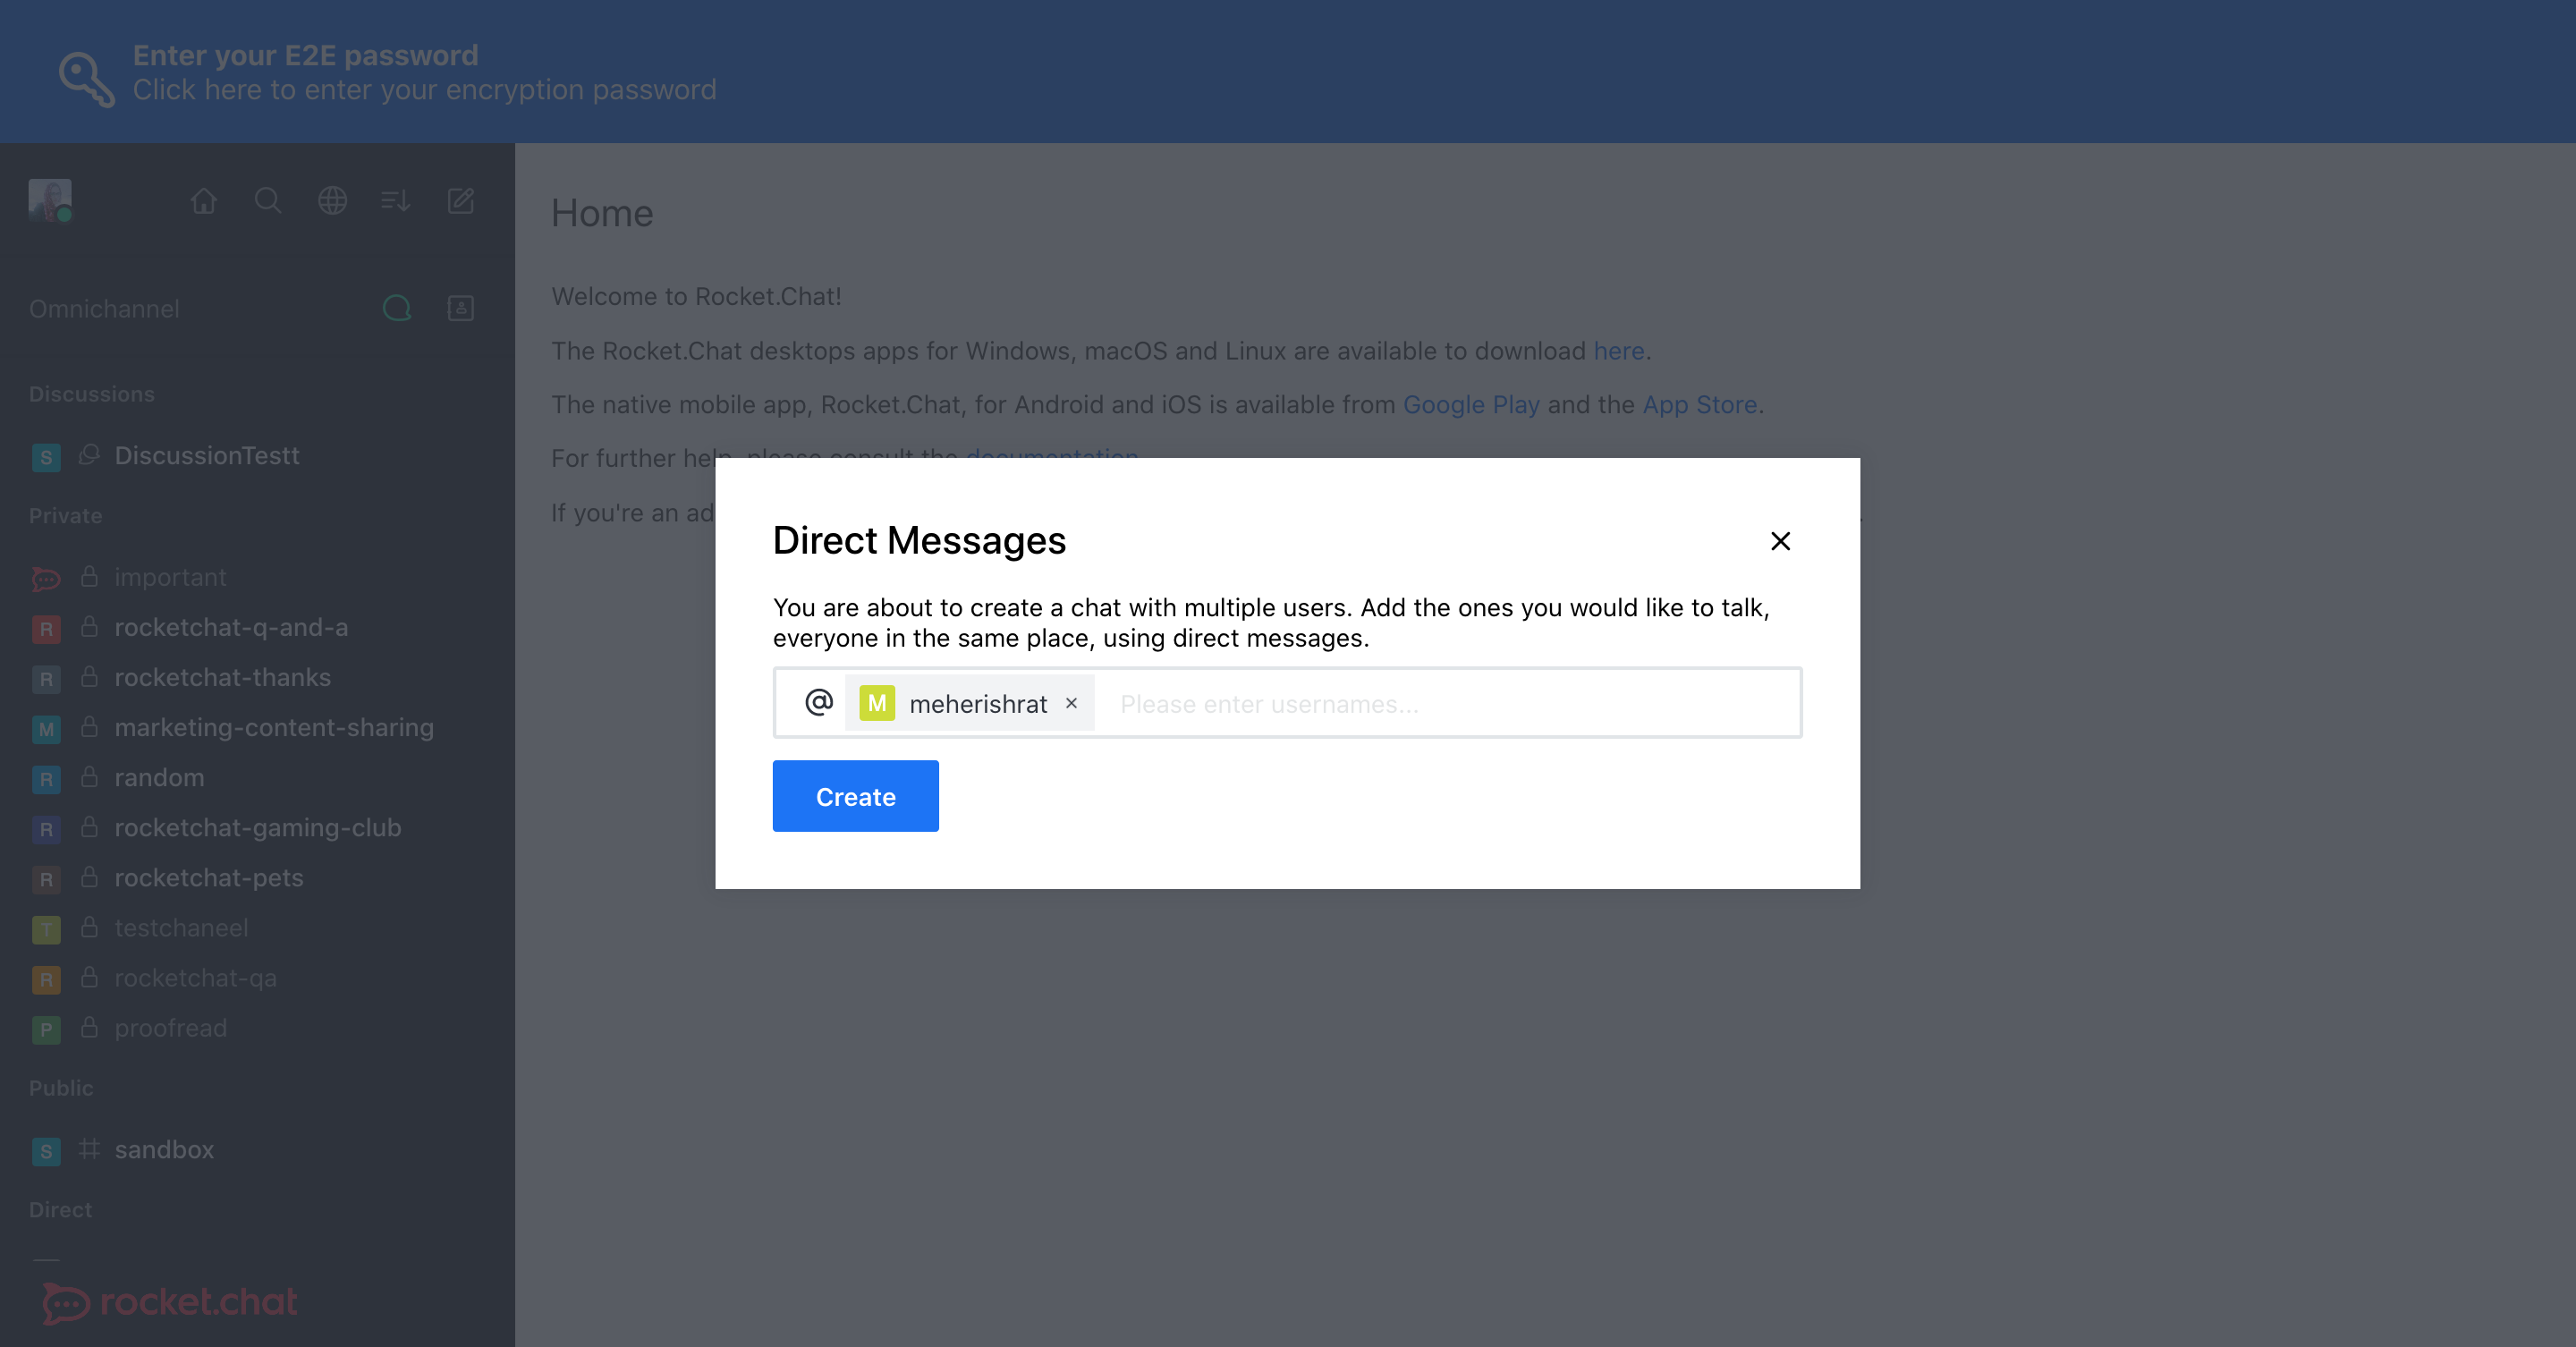 Enter your E2E password
Click here to enter your encryption password
Omnichannel
Discussions
S DiscussionTestt
Private
important
R rocketchat-q-and-a
R rocketchat-thanks
M marketing-content-sharing
R random
R rocketchat-gaming-club
R rocketchat-pets
T testchaneel
R rocketchat-qa
P proofread
Public
S sandbox
Direct
rocket.chat
Home
Welcome to Rocket.Chat!
The Rocket.Chat desktops apps for Windows, macOS and Linux are available to download here.
The native mobile app, Rocket.Chat, for Android and iOS is available from Google Play and the App Store.
For further help, please consult the documentation
If you're an ad
Direct Messages
You are about to create a chat with multiple users. Add the ones you would like to talk,
everyone in the same place, using direct messages.
@ M meherishrat × Please enter usernames...
Create